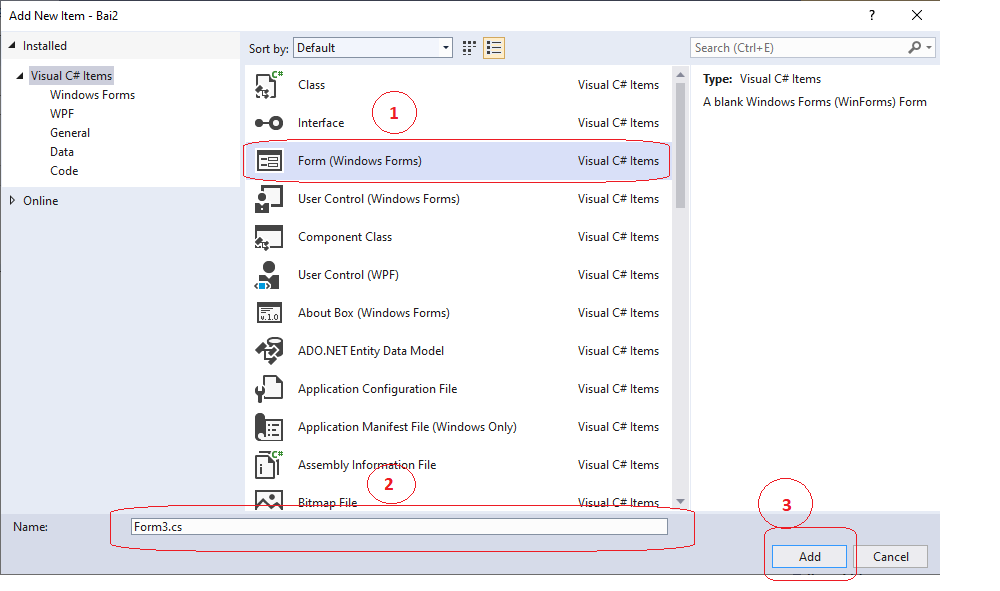 Add New Item - Bai2
? ×
Installed
Sort by: Default
Search (Ctrl+E)
Visual C# Items
Windows Forms
WPF
General
Data
Code
Online
Class Visual C# Items
Interface Visual C# Items
1
Form (Windows Forms) Visual C# Items
User Control (Windows Forms) Visual C# Items
Component Class Visual C# Items
User Control (WPF) Visual C# Items
About Box (Windows Forms) Visual C# Items
ADO.NET Entity Data Model Visual C# Items
Application Configuration File Visual C# Items
Application Manifest File (Windows Only) Visual C# Items
Assembly Information File Visual C# Items
2
Bitmap File Visual C# Items
Type: Visual C# Items
A blank Windows Forms (WinForms) Form
Name: Form3.cs
3
Add Cancel